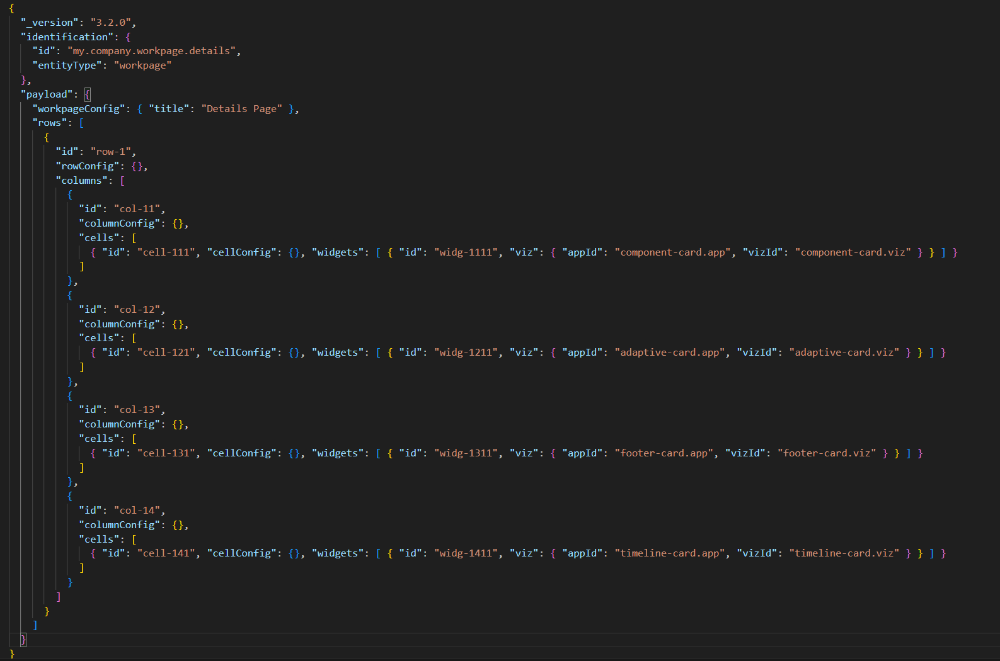 {
"_version": "3.2.0",
"identification": {
"id": "my.company.workpage.details",
"entityType": "workpage"
},
"payload": {
"workpageConfig": { "title": "Details Page" },
"rows": [
{
"id": "row-1",
"rowConfig": {},
"columns": [
{
"id": "col-11",
"columnConfig": {},
"cells": [
{ "id": "cell-111", "cellConfig": {}, "widgets": [ { "id": "widg-1111", "viz": { "appId": "component-card.app", "vizId": "component-card.viz" } } ] }
]
},
{
"id": "col-12",
"columnConfig": {},
"cells": [
{ "id": "cell-121", "cellConfig": {}, "widgets": [ { "id": "widg-1211", "viz": { "appId": "adaptive-card.app", "vizId": "adaptive-card.viz" } } ] }
]
},
{
"id": "col-13",
"columnConfig": {},
"cells": [
{ "id": "cell-131", "cellConfig": {}, "widgets": [ { "id": "widg-1311", "viz": { "appId": "footer-card.app", "vizId": "footer-card.viz" } } ] }
]
},
{
"id": "col-14",
"columnConfig": {},
"cells": [
{ "id": "cell-141", "cellConfig": {}, "widgets": [ { "id": "widg-1411", "viz": { "appId": "timeline-card.app", "vizId": "timeline-card.viz" } } ] }
]
}
]
}
]
}
}